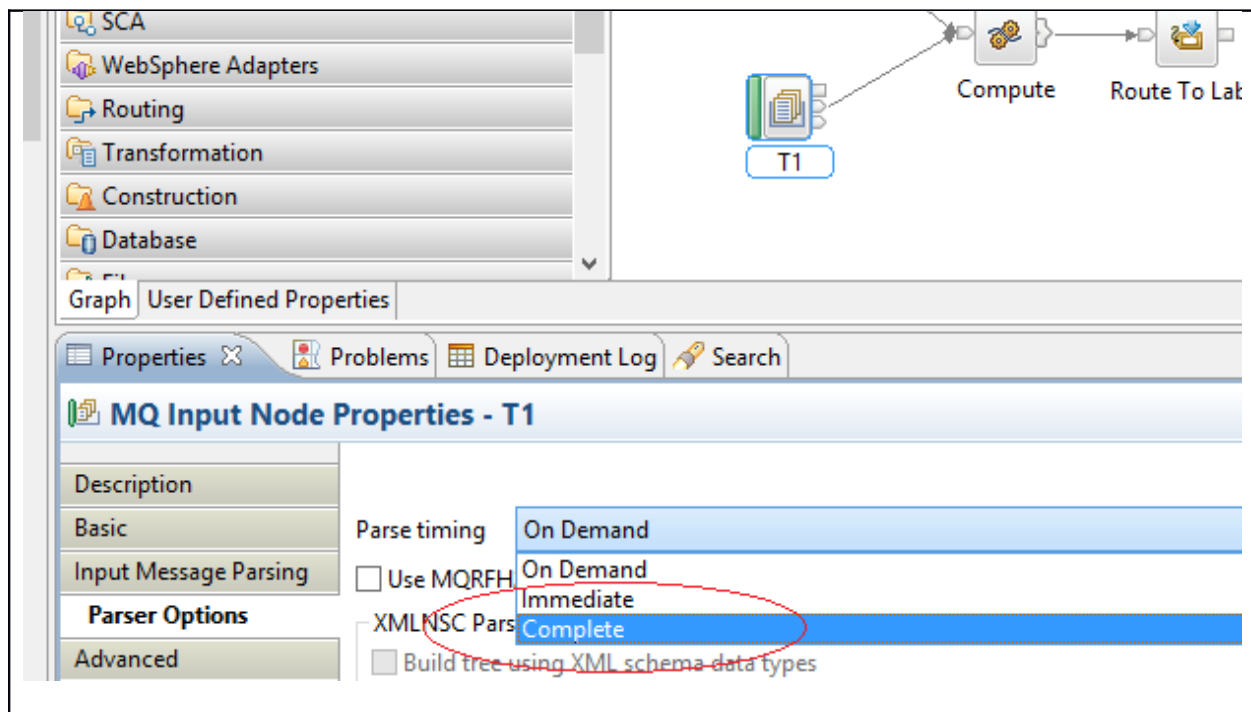 SCA
WebSphere Adapters
Routing
Transformation
Construction
Database
Compute
Route To Lab
T1
Graph
User Defined Properties
Properties
Problems
Deployment Log
Search
MQ Input Node Properties - T1
Description
Basic
Input Message Parsing
Parser Options
Advanced
Parse timing
On Demand
On Demand
Immediate
Complete
Use MQRFH
XMLNSC Pars
Build tree using XML schema data types